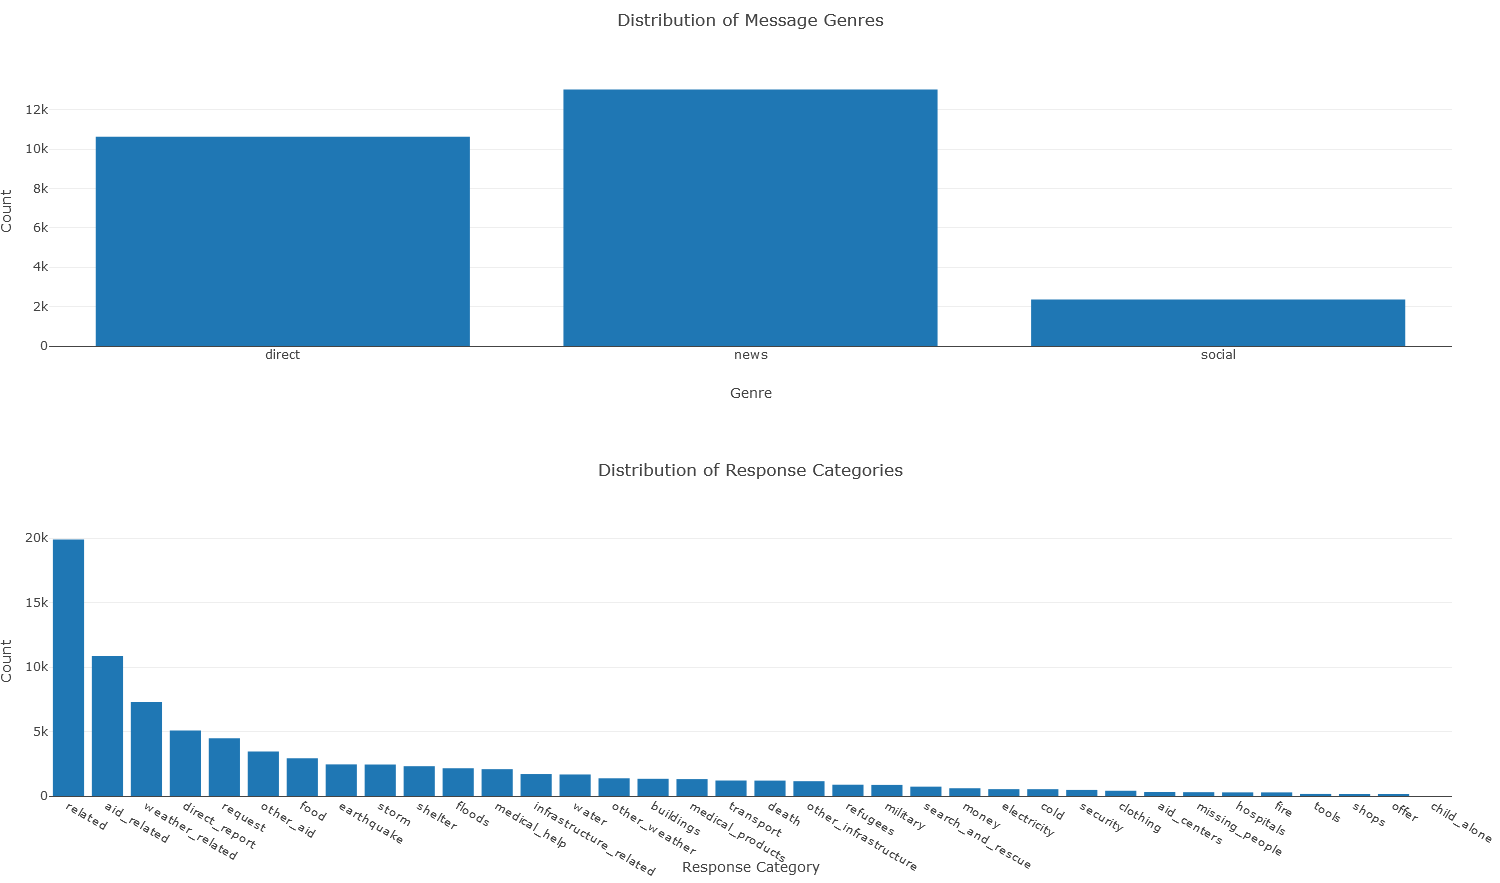 Distribution of Message Genres
12k
10k
8k
6k
4k
2k
0
Count
direct
news
social
Genre
Distribution of Response Categories
20k
15k
10k
5k
0
Count
related
aid_related
weather_related
direct_report
request
other_aid
food
earthquake
storm
shelter
floods
medical_help
infrastructure_related
water
other_weather
buildings
medical_products
transport
death
other_infrastructure
refugees
military
search_and_rescue
money
electricity
cold
security
clothing
aid_centers
missing_people
hospitals
fire
tools
shops
offer
child_alone
Response Category